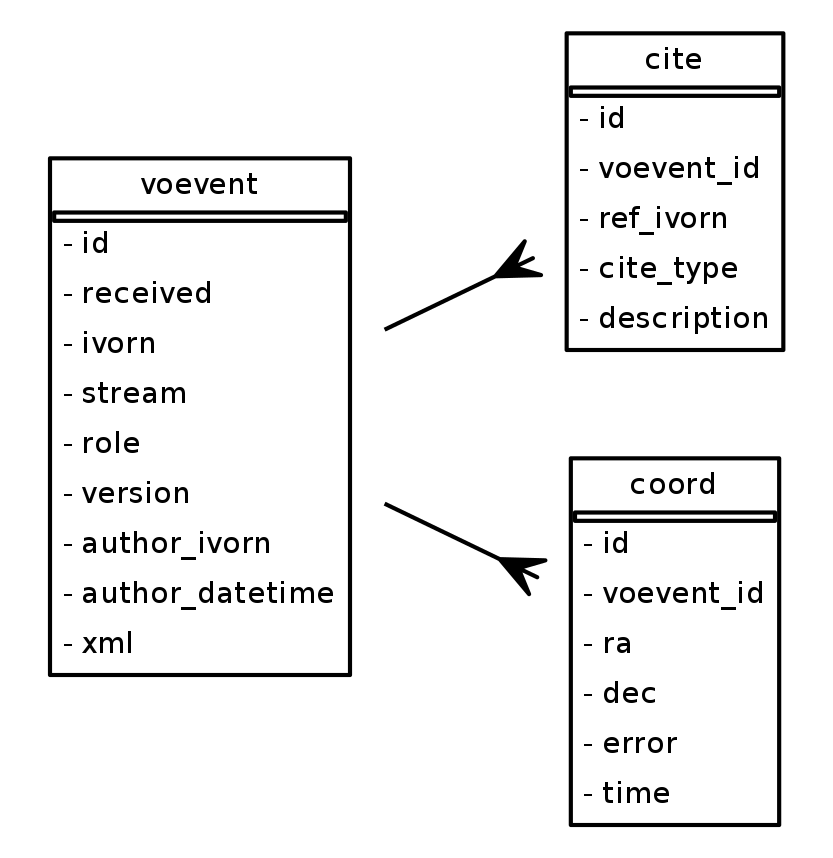 voevent
- id
- received
- ivorn
- stream
- role
- version
- author_ivorn
- author_datetime
- xml
cite
- id
- voevent_id
- ref_ivorn
- cite_type
- description
coord
- id
- voevent_id
- ra
- dec
- error
- time